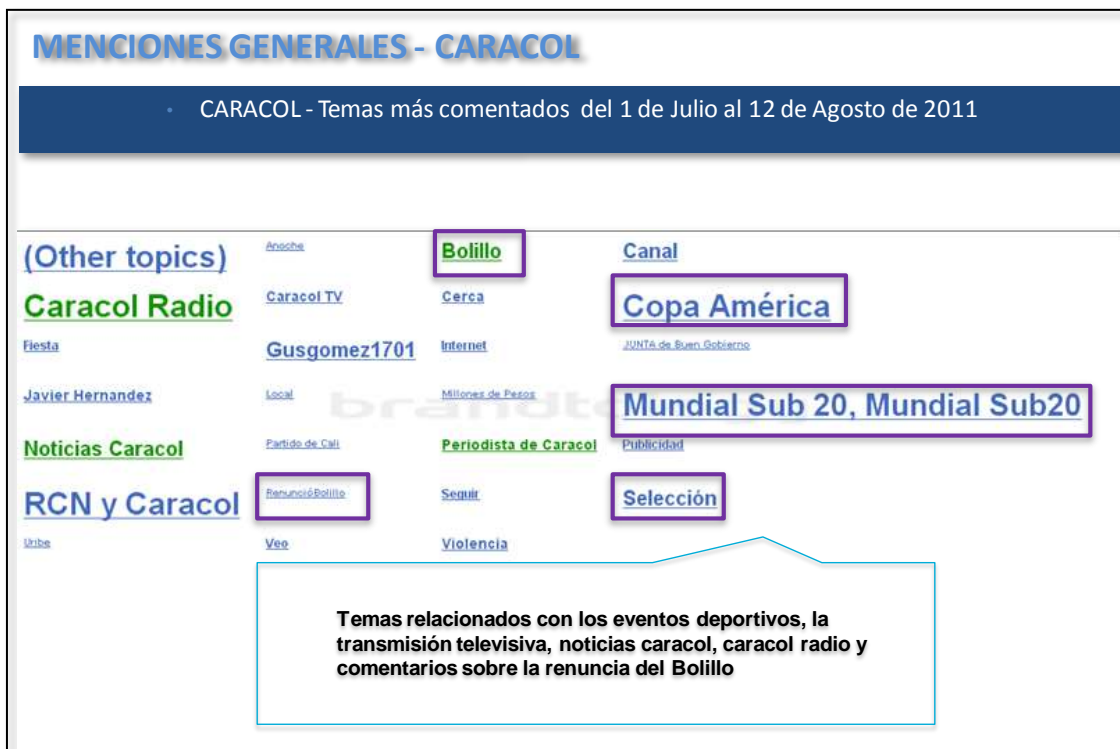 MENCIONES GENERALES - CARACOL
• CARACOL - Temas más comentados del 1 de Julio al 12 de Agosto de 2011
(Other topics) Anoche Bolillo Canal
Caracol Radio Caracol TV Cerca Copa América
Fiesta Gusgomez1701 Internet JUNTA de Buen Gobierno
Javier Hernandez Local Millones de Pesos Mundial Sub 20, Mundial Sub20
Noticias Caracol Partido de Cali Periodista de Caracol Publicidad
RCN y Caracol RenuncióBolillo Seguir Selección
Uribe Veo Violencia
Temas relacionados con los eventos deportivos, la
transmisión televisiva, noticias caracol, caracol radio y
comentarios sobre la renuncia del Bolillo